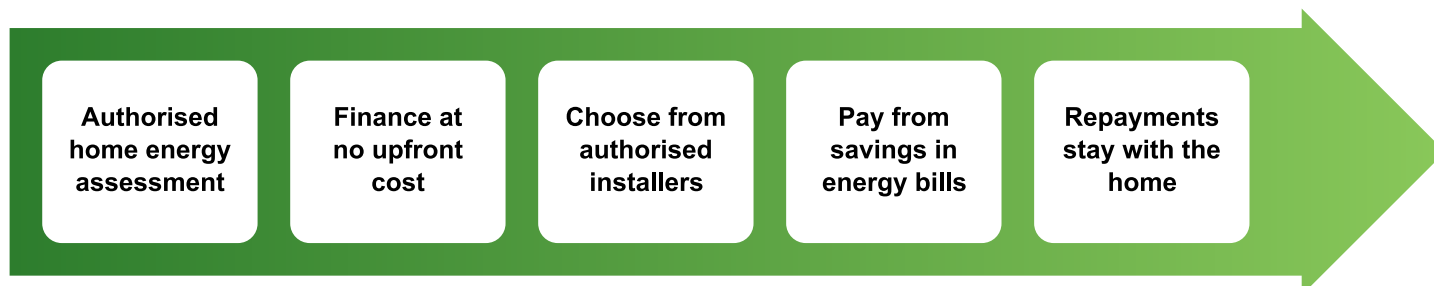 Authorised
home energy
assessment
Finance at
no upfront
cost
Choose from
authorised
installers
Pay from
savings in
energy bills
Repayments
stay with the
home